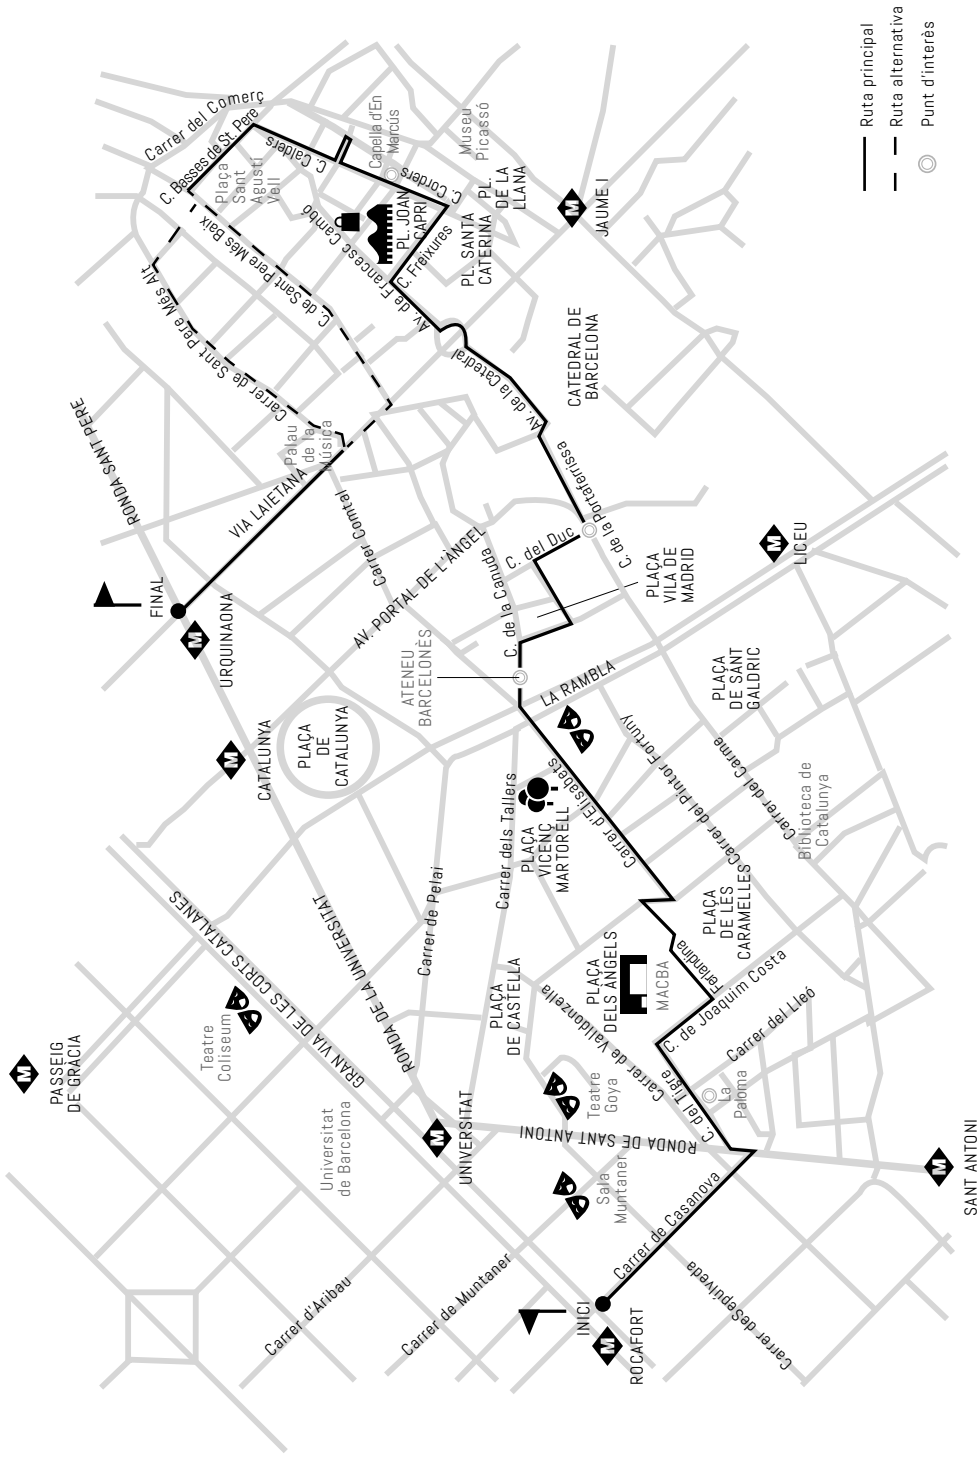 Ruta principal
Ruta alternativa
Punt d'interès
Carrer del Comerç
C. Basses de St. Pere
Plaça
Sant
Agustí
Vell
C. Calders
Capella d'En
Marcús
Museu
Picassó
C. Corders
PL.
DE LA
LLANA
PL. JOAN
CAPRI
C. Freixures
PL. SANTA
CATERINA
M
JAUME I
Av. de Francesc Cambó
C. de Sant Pere Més Baix
Carrer de Sant Pere Més Alt
Palau
de la
Música
RONDA SANT PERE
VIA LAIETANA
Carrer Comtal
Av. de la Catedral
CATEDRAL DE
BARCELONA
C. de la Portaferrissa
C. del Duc
AV. PORTAL DE L'ÀNGEL
C. de la Canuda
PLAÇA
VILA DE
MADRID
M
LICEU
FINAL
M
URQUINAONA
ATENEU
BARCELONÈS
LA RAMBLA
PLAÇA
DE SANT
GALDRIC
M
CATALUNYA
PLAÇA
DE
CATALUNYA
Carrer dels Tallers
PLAÇA
VICENC
MARTORELL
Carrer d'Elisabets
Carrer del Pintor Fortuny
Carrer del Carme
Biblioteca de
Catalunya
GRAN VIA DE LES CORTS CATALANES
RONDA DE LA UNIVERSITAT
Carrer de Pelai
PLAÇA
DE LES
CARAMELLES
Teatre
Coliseum
PLAÇA
DE CASTELLA
PLAÇA
DELS ÀNGELS
MACBA
Ferlandina
C. de Joaquim Costa
Carrer del Lleó
Carrer de Valldonzella
M
PASSEIG
DE GRÀCIA
Universitat
de Barcelona
M
UNIVERSITAT
Teatre
Goya
C. del Tigre
La
Paloma
RONDA DE SANT ANTONI
Sala
Muntaner
M
SANT ANTONI
Carrer de Casanova
Carrer d'Aribau
Carrer de Muntaner
INICI
M
ROCAFORT
Carrer deSepúlveda